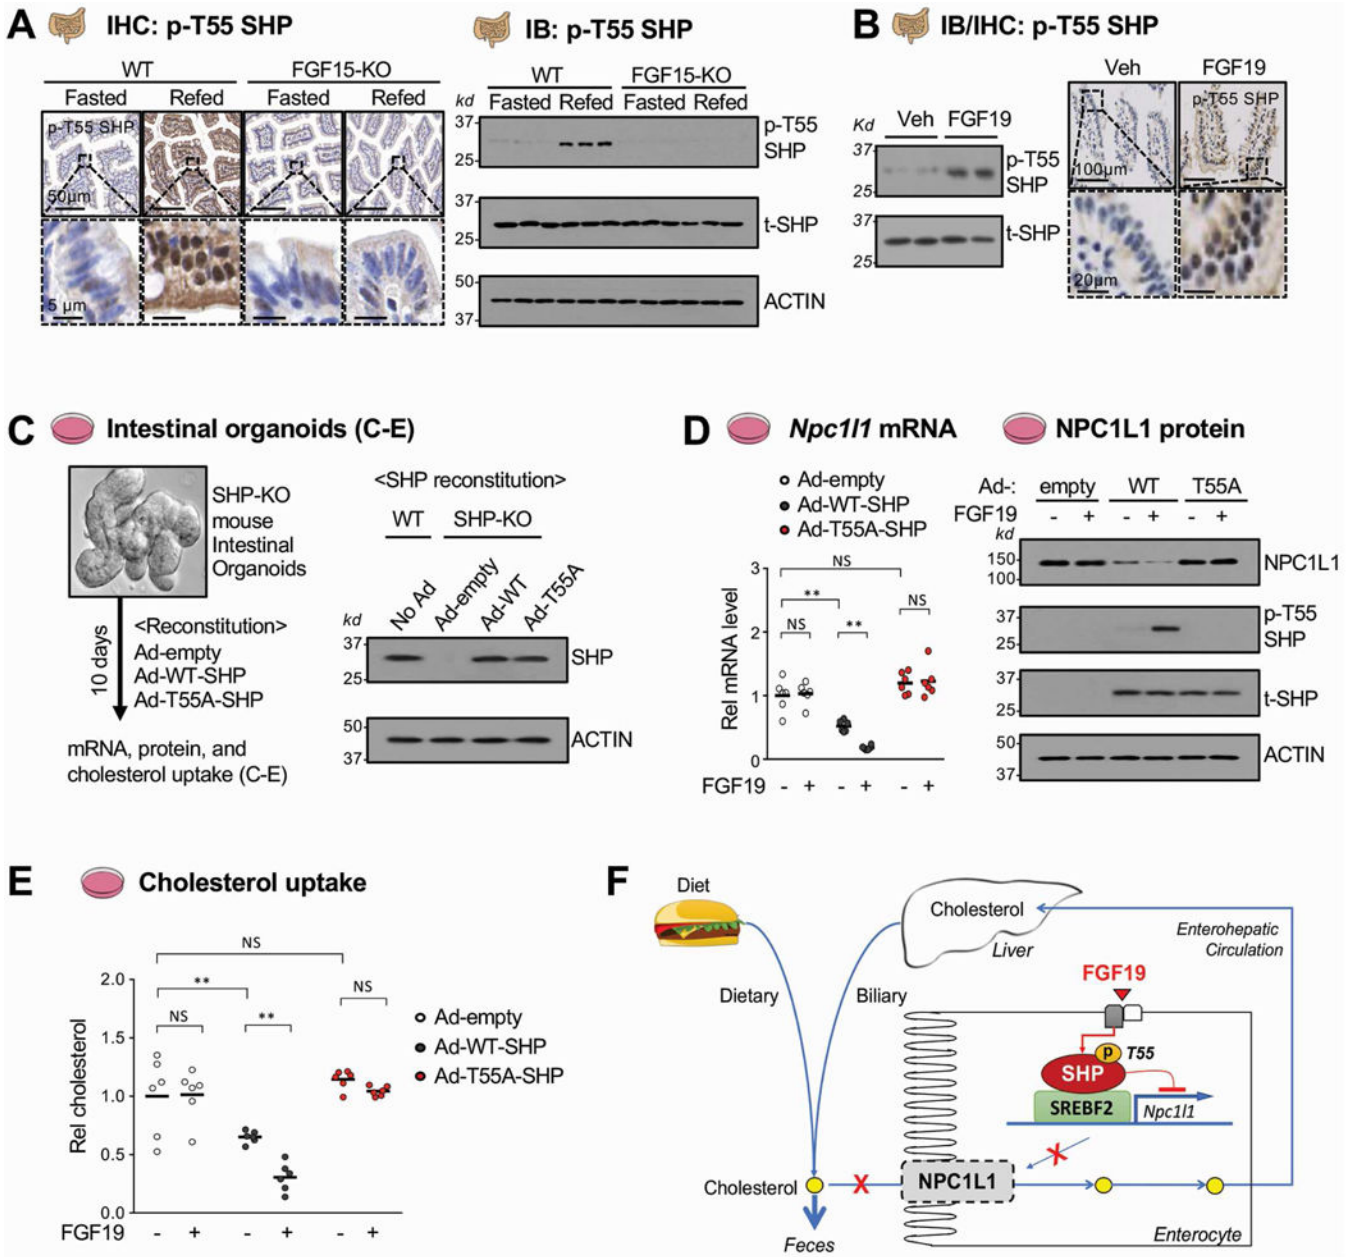 A IHC: p-T55 SHP
WT FGF15-KO
Fasted Refed Fasted Refed
p-T55 SHP
50μm
5 μm
IB: p-T55 SHP
WT FGF15-KO
kd Fasted Refed Fasted Refed
37
25
p-T55
SHP
37
25
t-SHP
50
37
ACTIN
B IB/IHC: p-T55 SHP
Kd Veh FGF19
37
25
p-T55
SHP
37
25
t-SHP
Veh FGF19
p-T55 SHP
100μm
20μm
C Intestinal organoids (C-E)
SHP-KO
mouse
Intestinal
Organoids
10 days
<Reconstitution>
Ad-empty
Ad-WT-SHP
Ad-T55A-SHP
mRNA, protein, and
cholesterol uptake (C-E)
<SHP reconstitution>
WT SHP-KO
kd No Ad Ad-empty Ad-WT Ad-T55A
37
25
SHP
50
37
ACTIN
D Npc1l1 mRNA
Ad-empty
Ad-WT-SHP
Ad-T55A-SHP
Rel mRNA level
3
2
1
0
NS
**
NS
**
NS
FGF19 - + - + - +
NPC1L1 protein
Ad-: empty WT T55A
FGF19 - + - + - +
kd
150
100
NPC1L1
37
25
p-T55
SHP
37
25
t-SHP
50
37
ACTIN
E Cholesterol uptake
Rel cholesterol
2.0
1.5
1.0
0.5
0.0
NS
**
NS
**
NS
Ad-empty
Ad-WT-SHP
Ad-T55A-SHP
FGF19 - + - + - +
F
Diet
Cholesterol
Liver
Enterohepatic
Circulation
Dietary
Biliary
FGF19
P T55
SHP
SREBF2
Npc1l1
X
Cholesterol
X
NPC1L1
Feces
Enterocyte